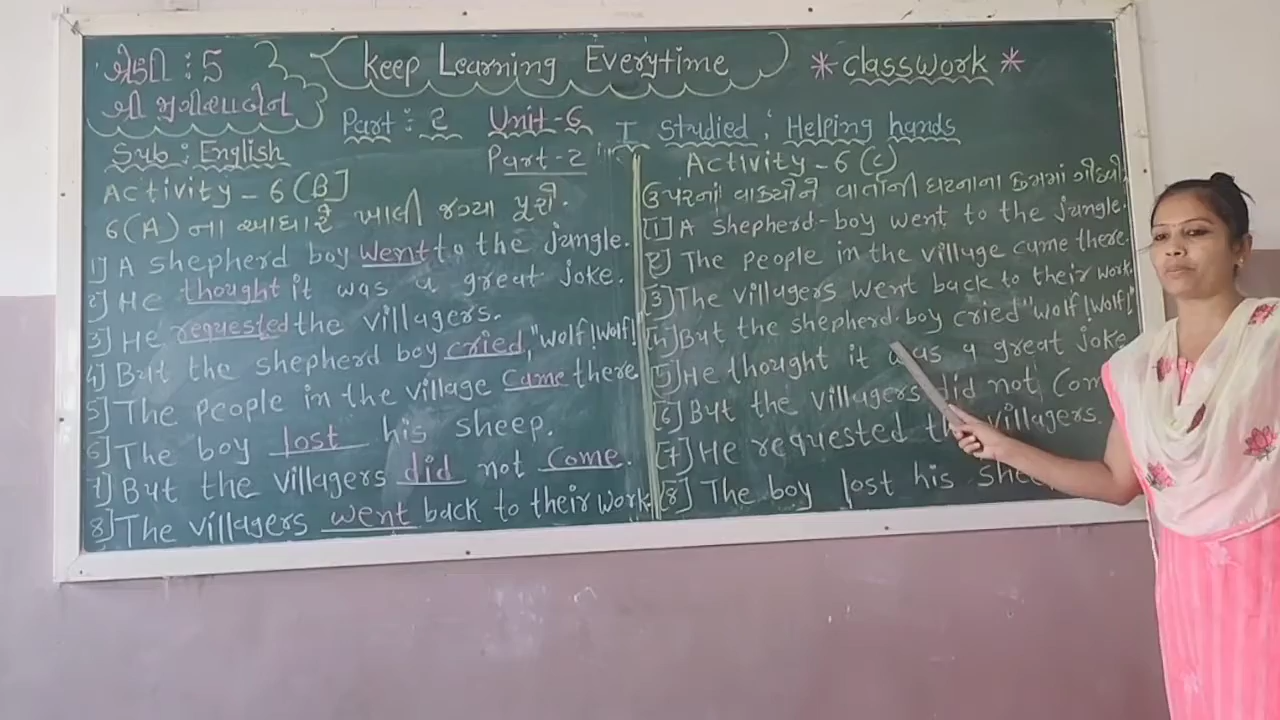 શ્રેણી : 5
Keep Learning Everytime
* classwork *
શ્રી
Part : 2 Unit-6 I Studied, Helping hands
Sub : English
Part-2
Activity - 6(B]
6(A) ના આધારે ખાલી જગ્યા પૂરો.
1] A shepherd boy went to the jungle.
2] He thought it was a great joke.
3] He requested the villagers.
4] But the shepherd boy cried, "wolf! wolf!
5] The people in the village came there
6] The boy lost his sheep.
7] But the villagers did not come.
8] The villagers went back to their work.
Activity - 6(c)
ઉપરનાં વાક્યોને વાર્તાની ઘટનાના ક્રમમાં ગોઠવો.
[1] A shepherd-boy went to the jungle.
2] The people in the village came there.
[3] The villagers went back to their work.
[4] But the shepherd-boy cried "wolf! wolf!"
[5] He thought it was a great joke
[6] But the villagers did not com
[7] He requested the villagers.
[8] The boy lost his shee